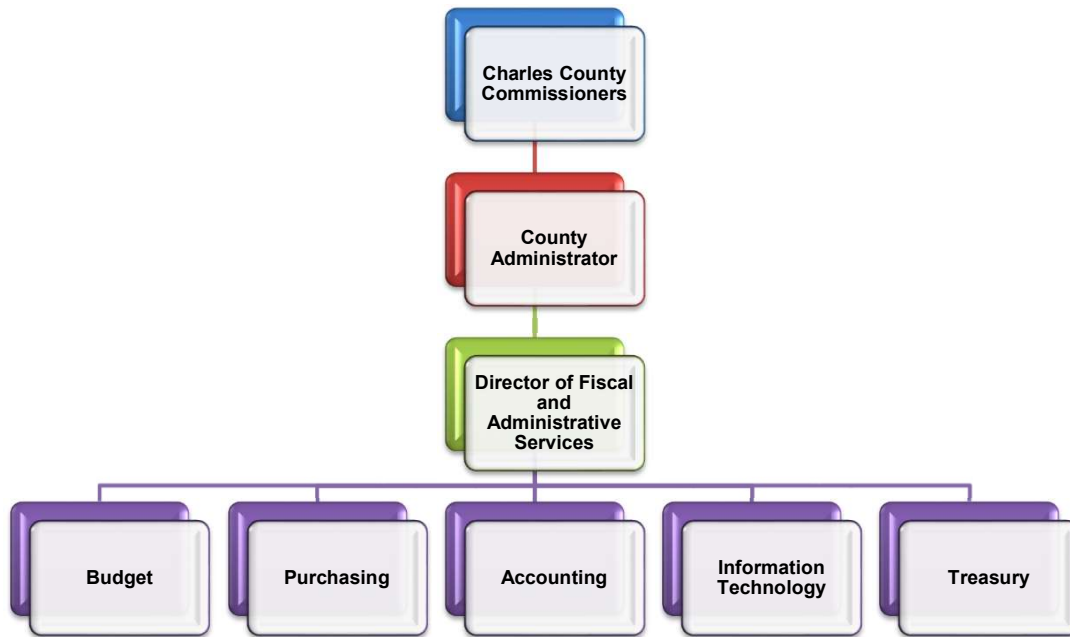 Charles County
Commissioners
County
Administrator
Director of Fiscal
and
Administrative
Services
Budget
Purchasing
Accounting
Information
Technology
Treasury